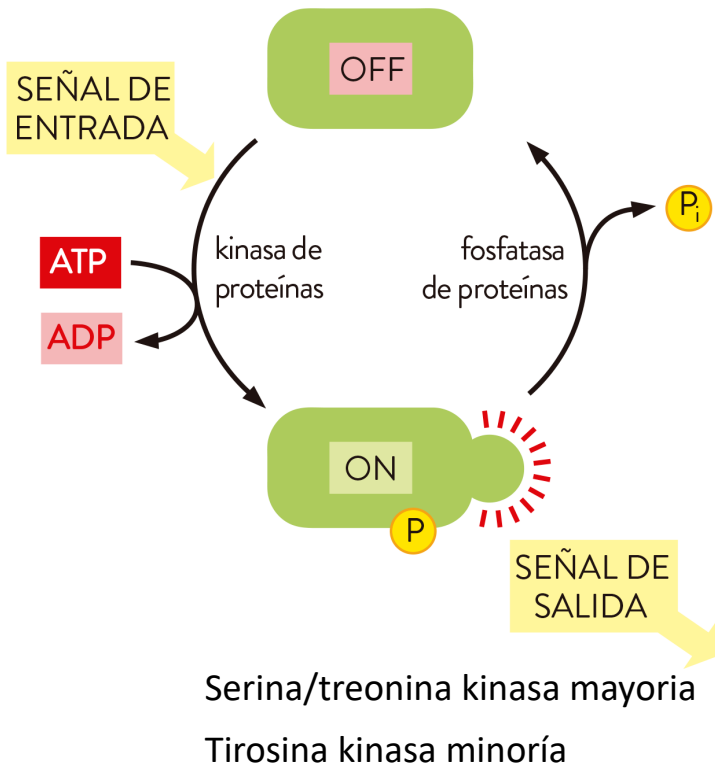 OFF
SEÑAL DE
ENTRADA
ATP
ADP
kinasa de
proteínas
fosfatasa
de proteínas
Pi
ON
P
SEÑAL DE
SALIDA
Serina/treonina kinasa mayoria
Tirosina kinasa minoría